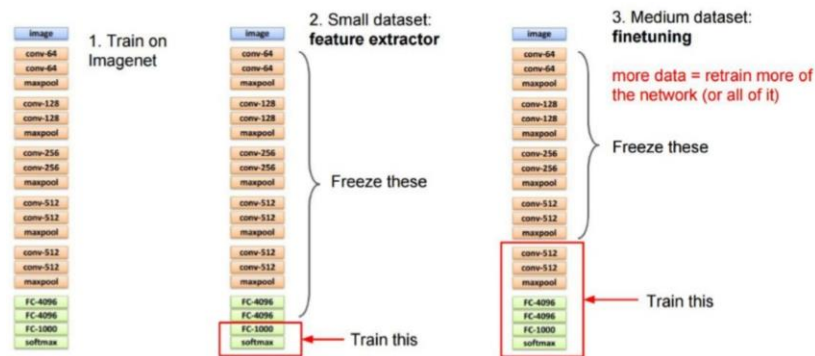 image
conv-64
conv-64
maxpool
conv-128
conv-128
maxpool
conv-256
conv-256
maxpool
conv-512
conv-512
maxpool
conv-512
conv-512
maxpool
FC-4096
FC-4096
FC-1000
softmax
1. Train on
Imagenet
2. Small dataset:
feature extractor
image
conv-64
conv-64
maxpool
conv-128
conv-128
maxpool
conv-256
conv-256
maxpool
conv-512
conv-512
maxpool
conv-512
conv-512
maxpool
FC-4096
FC-4096
FC-1000
softmax
Freeze these
Train this
3. Medium dataset:
finetuning
more data = retrain more of
the network (or all of it)
image
conv-64
conv-64
maxpool
conv-128
conv-128
maxpool
conv-256
conv-256
maxpool
conv-512
conv-512
maxpool
conv-512
conv-512
maxpool
FC-4096
FC-4096
FC-1000
softmax
Freeze these
Train this